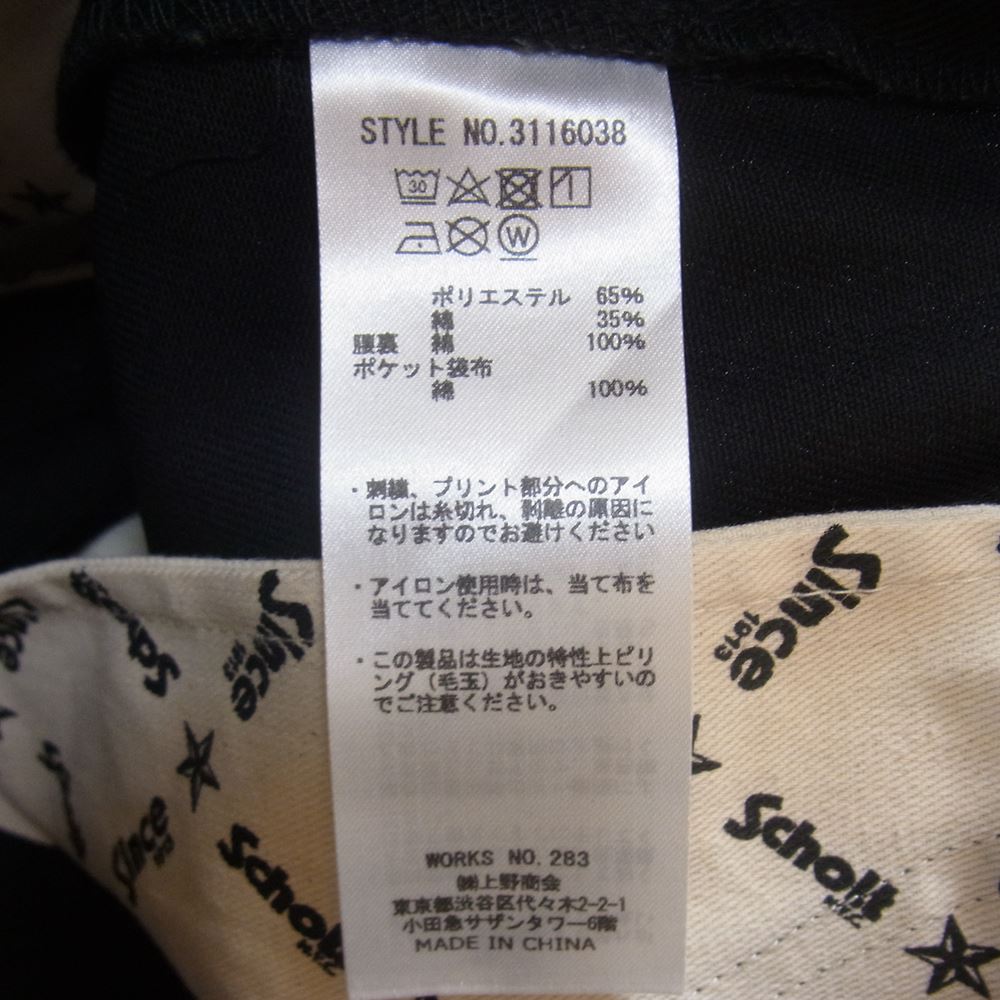 STYLE NO.3116038
30
W
ポリエステル 65%
綿 35%
腰裏 綿 100%
ポケット袋布
綿 100%
・刺繍、プリント部分へのアイ
ロンは糸切れ、剥離の原因に
なりますのでお避けください
・アイロン使用時は、当て布を
当ててください。
・この製品は生地の特性上ピリ
ング（毛玉）がおきやすいの
でご注意ください。
WORKS NO. 283
㈱上野商会
東京都渋谷区代々木2-2-1
小田急サザンタワー6階
MADE IN CHINA
Since
1913
Since
1913
Schott
N.Y.C.
Since
1913
Schott
N.Y.C.